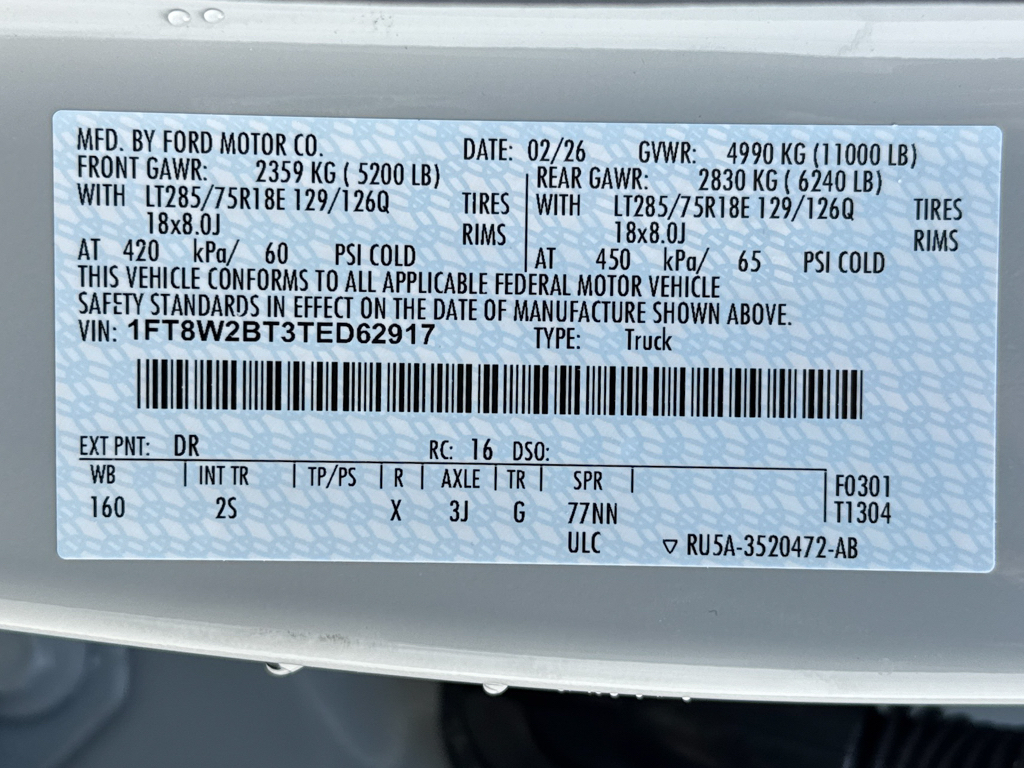 MFD. BY FORD MOTOR CO. DATE: 02/26 GVWR: 4990 KG (11000 LB)
FRONT GAWR: 2359 KG ( 5200 LB) REAR GAWR: 2830 KG ( 6240 LB)
WITH LT285/75R18E 129/126Q TIRES WITH LT285/75R18E 129/126Q TIRES
18x8.0J RIMS 18x8.0J RIMS
AT 420 kPa/ 60 PSI COLD AT 450 kPa/ 65 PSI COLD
THIS VEHICLE CONFORMS TO ALL APPLICABLE FEDERAL MOTOR VEHICLE
SAFETY STANDARDS IN EFFECT ON THE DATE OF MANUFACTURE SHOWN ABOVE.
VIN: 1FT8W2BT3TED62917 TYPE: Truck
EXT PNT: DR RC: 16 DSO:
WB INT TR TP/PS R AXLE TR SPR F0301
160 2S X 3J G 77NN T1304
ULC ▽ RU5A-3520472-AB